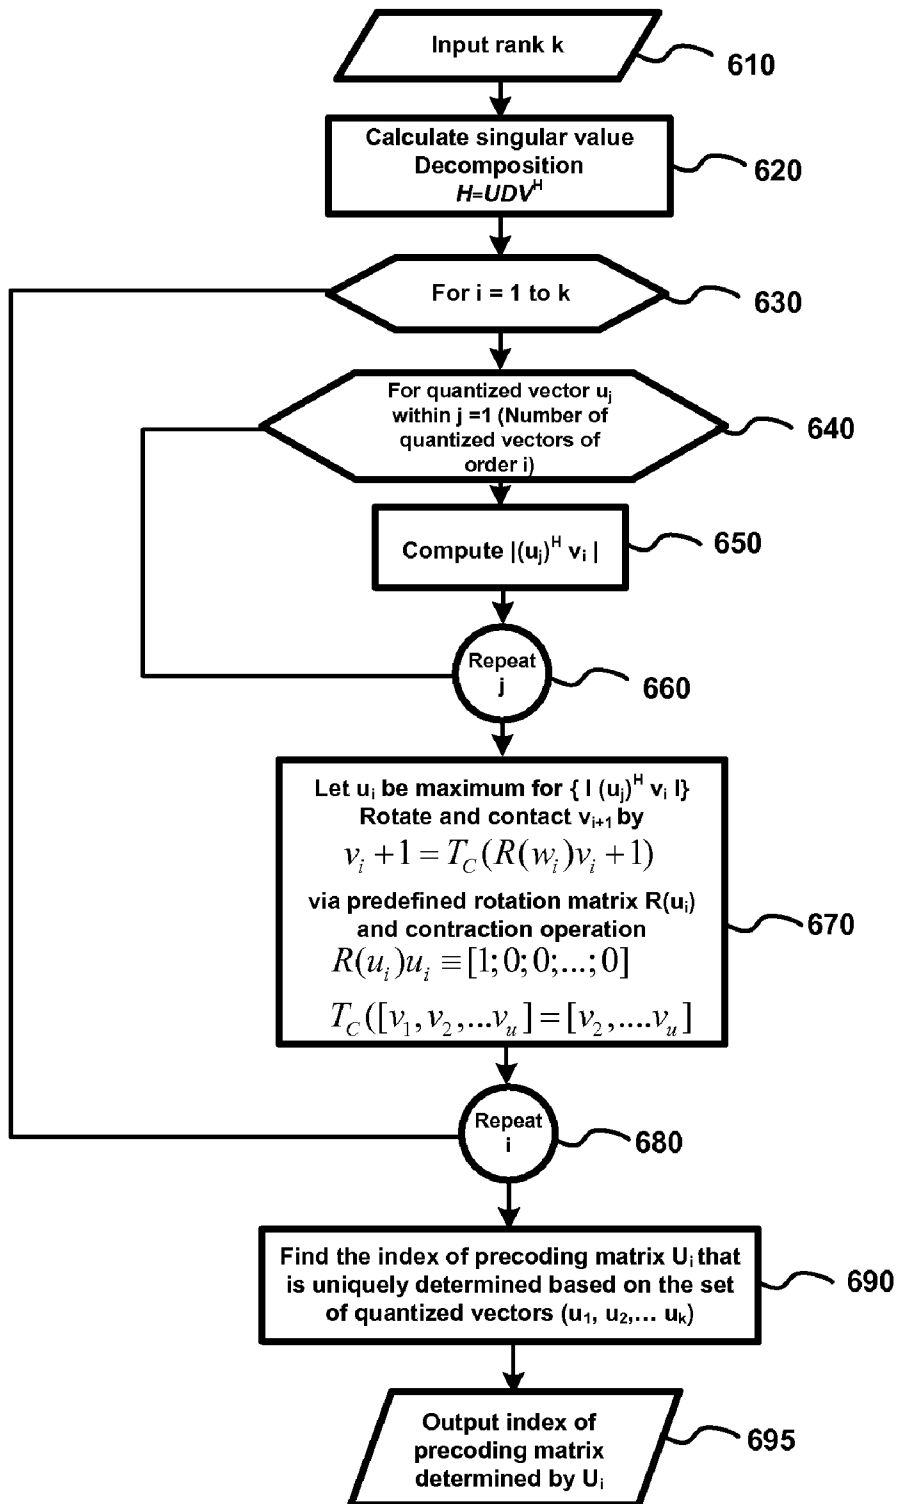 Input rank k
610
Calculate singular value
Decomposition
H=UDV^H
620
For i = 1 to k
630
For quantized vector u_j
within j =1 (Number of
quantized vectors of
order i)
640
Compute |(u_j)^H v_i |
650
Repeat
j
660
Let u_i be maximum for { I (u_j)^H v_i I}
Rotate and contact v_{i+1} by
v_i + 1 = T_C (R(w_i)v_i + 1)
via predefined rotation matrix R(u_i)
and contraction operation
R(u_i)u_i ≡ [1; 0; 0; ...; 0]
T_C ([v_1, v_2, ... v_u ] = [v_2, .... v_u ]
670
Repeat
i
680
Find the index of precoding matrix U_i that
is uniquely determined based on the set
of quantized vectors (u_1, u_2,... u_k)
690
Output index of
precoding matrix
determined by U_i
695